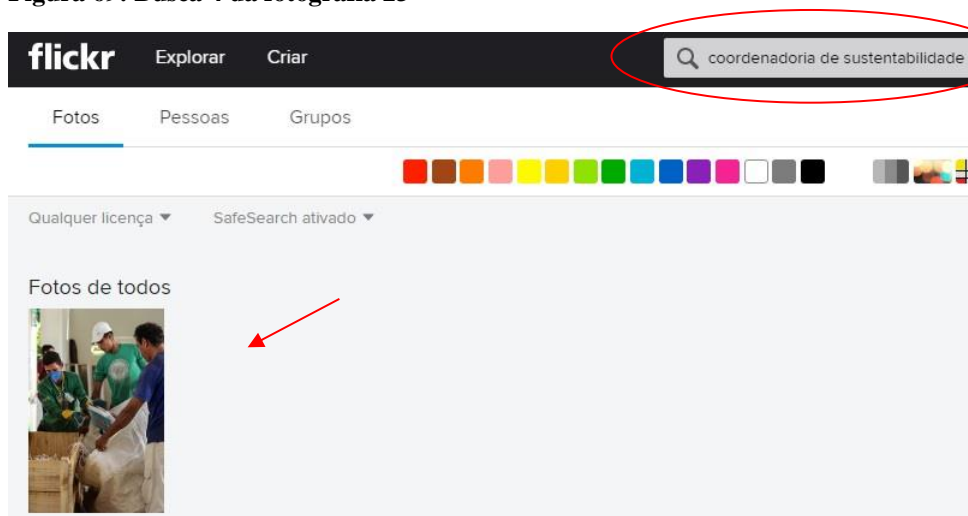 flickr Explorar Criar coordenadoria de sustentabilidade
Fotos Pessoas Grupos
Qualquer licença SafeSearch ativado
Fotos de todos